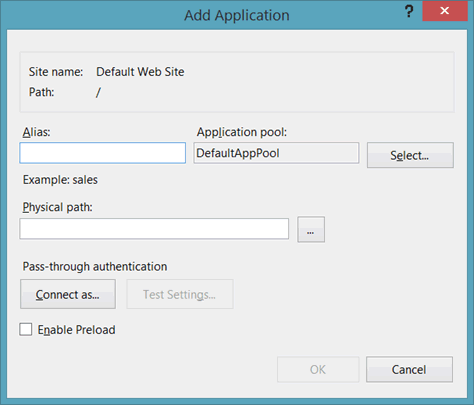 Add Application
?
Site name: Default Web Site
Path: /
Alias:
Application pool:
DefaultAppPool
Select...
Example: sales
Physical path:
...
Pass-through authentication
Connect as...
Test Settings...
Enable Preload
OK
Cancel